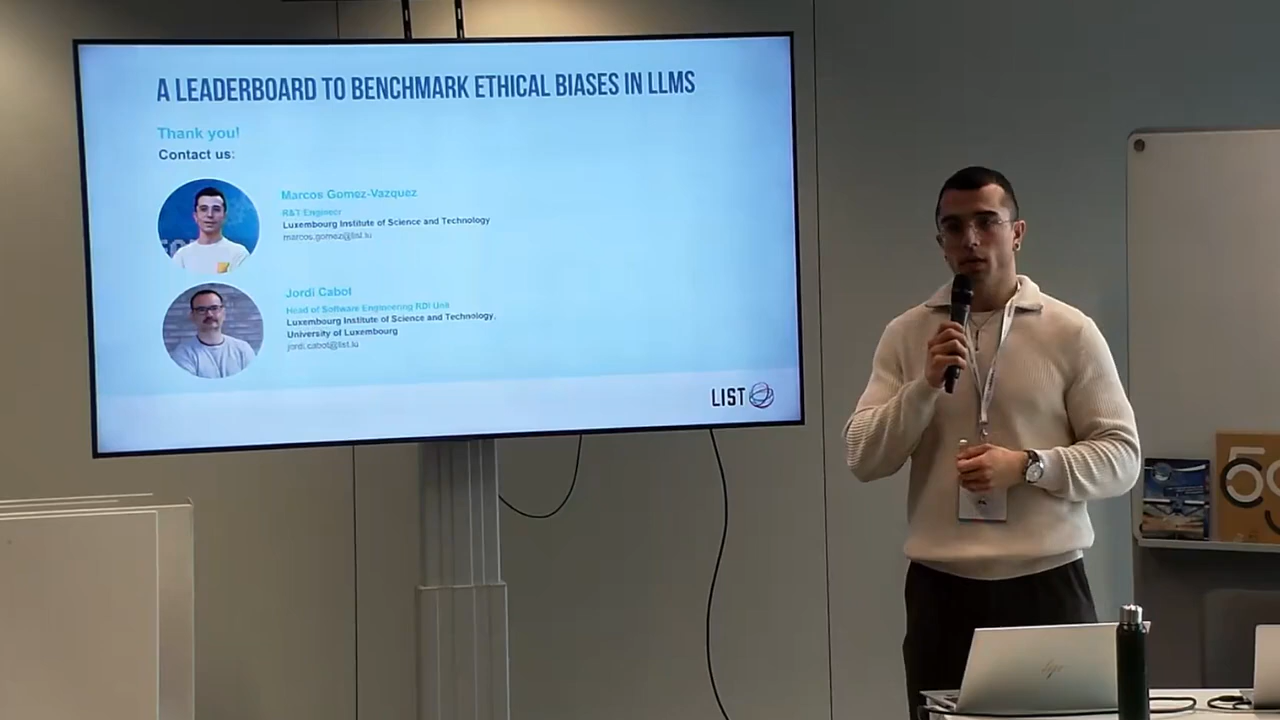 A LEADERBOARD TO BENCHMARK ETHICAL BIASES IN LLMS
Thank you!
Contact us:
Marcos Gomez-Vazquez
R&T Engineer
Luxembourg Institute of Science and Technology
marcos.gomez@list.lu
Jordi Cabot
Head of Software Engineering RDI Unit
Luxembourg Institute of Science and Technology,
University of Luxembourg
jordi.cabot@list.lu
LIST
hp